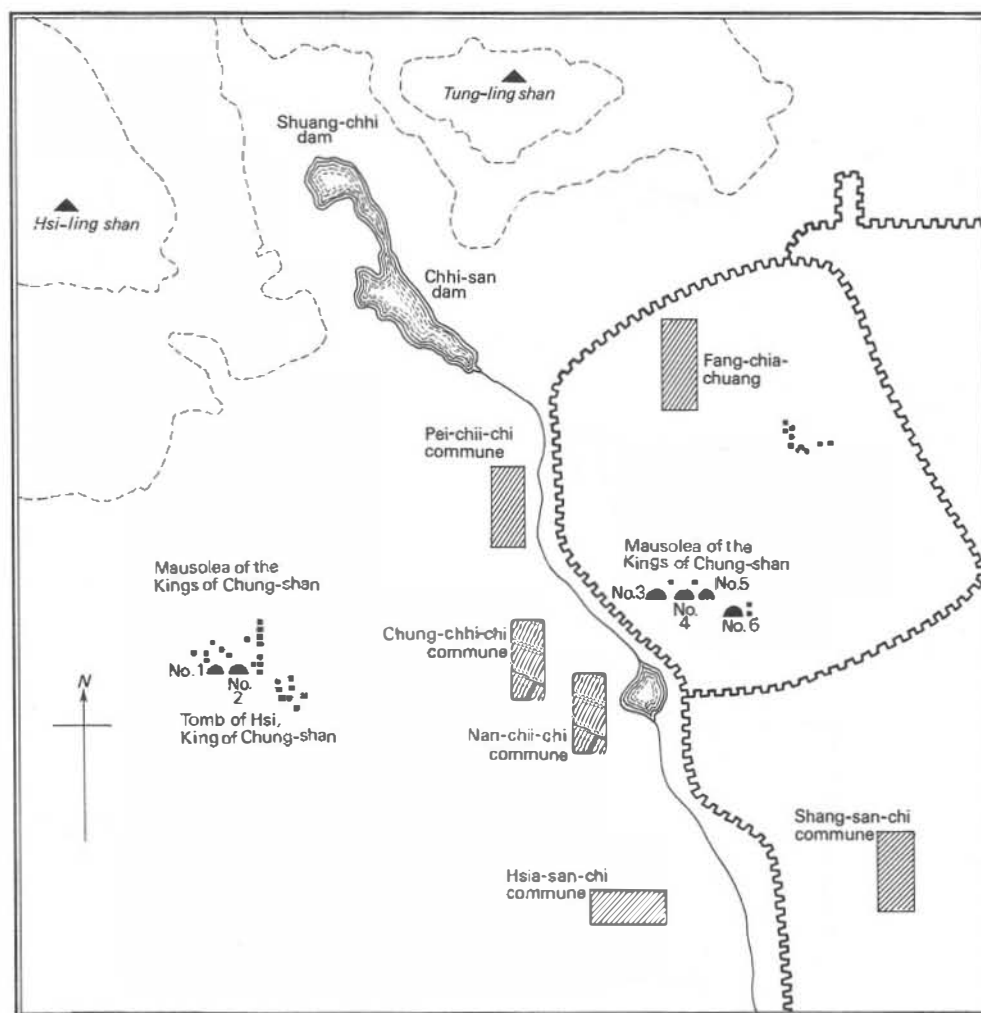 Tung-ling shan
Shuang-chhi
dam
Hsi-ling shan
Chhi-san
dam
Fang-chia-
chuang
Pei-chii-chi
commune
Mausolea of the
Kings of Chung-shan
No.3
No.
4
No.5
No.6
Mausolea of the
Kings of Chung-shan
No.1
No.
2
Tomb of Hsi,
King of Chung-shan
Chung-chhi-chi
commune
Nan-chii-chi
commune
N
Shang-san-chi
commune
Hsia-san-chi
commune